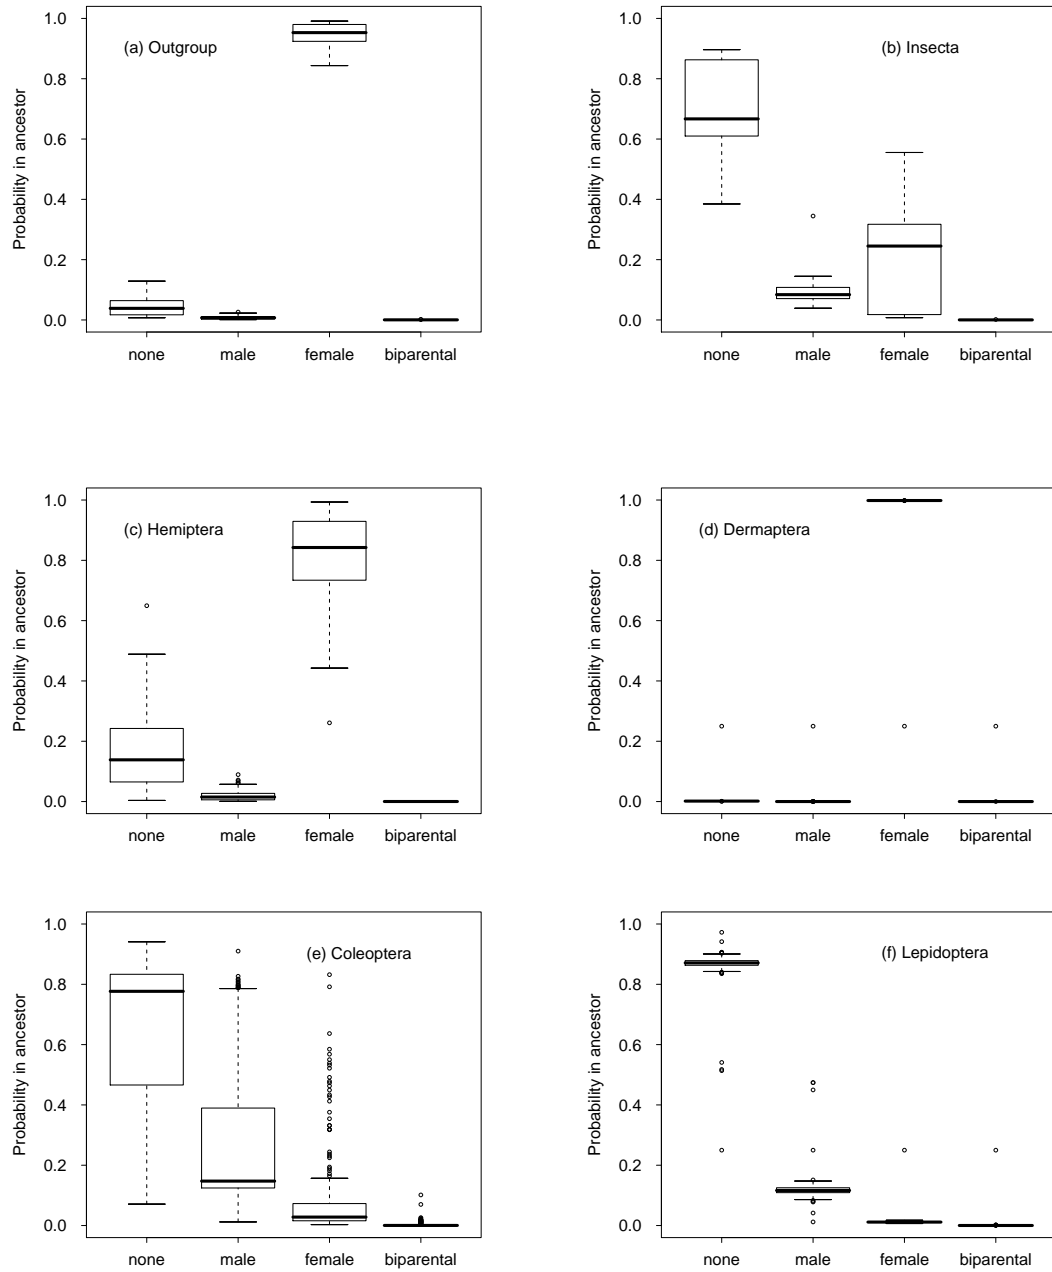 (a) Outgroup
Probability in ancestor
1.0
0.8
0.6
0.4
0.2
0.0
none male female biparental
(b) Insecta
Probability in ancestor
1.0
0.8
0.6
0.4
0.2
0.0
none male female biparental
(c) Hemiptera
Probability in ancestor
1.0
0.8
0.6
0.4
0.2
0.0
none male female biparental
(d) Dermaptera
Probability in ancestor
1.0
0.8
0.6
0.4
0.2
0.0
none male female biparental
(e) Coleoptera
Probability in ancestor
1.0
0.8
0.6
0.4
0.2
0.0
none male female biparental
(f) Lepidoptera
Probability in ancestor
1.0
0.8
0.6
0.4
0.2
0.0
none male female biparental